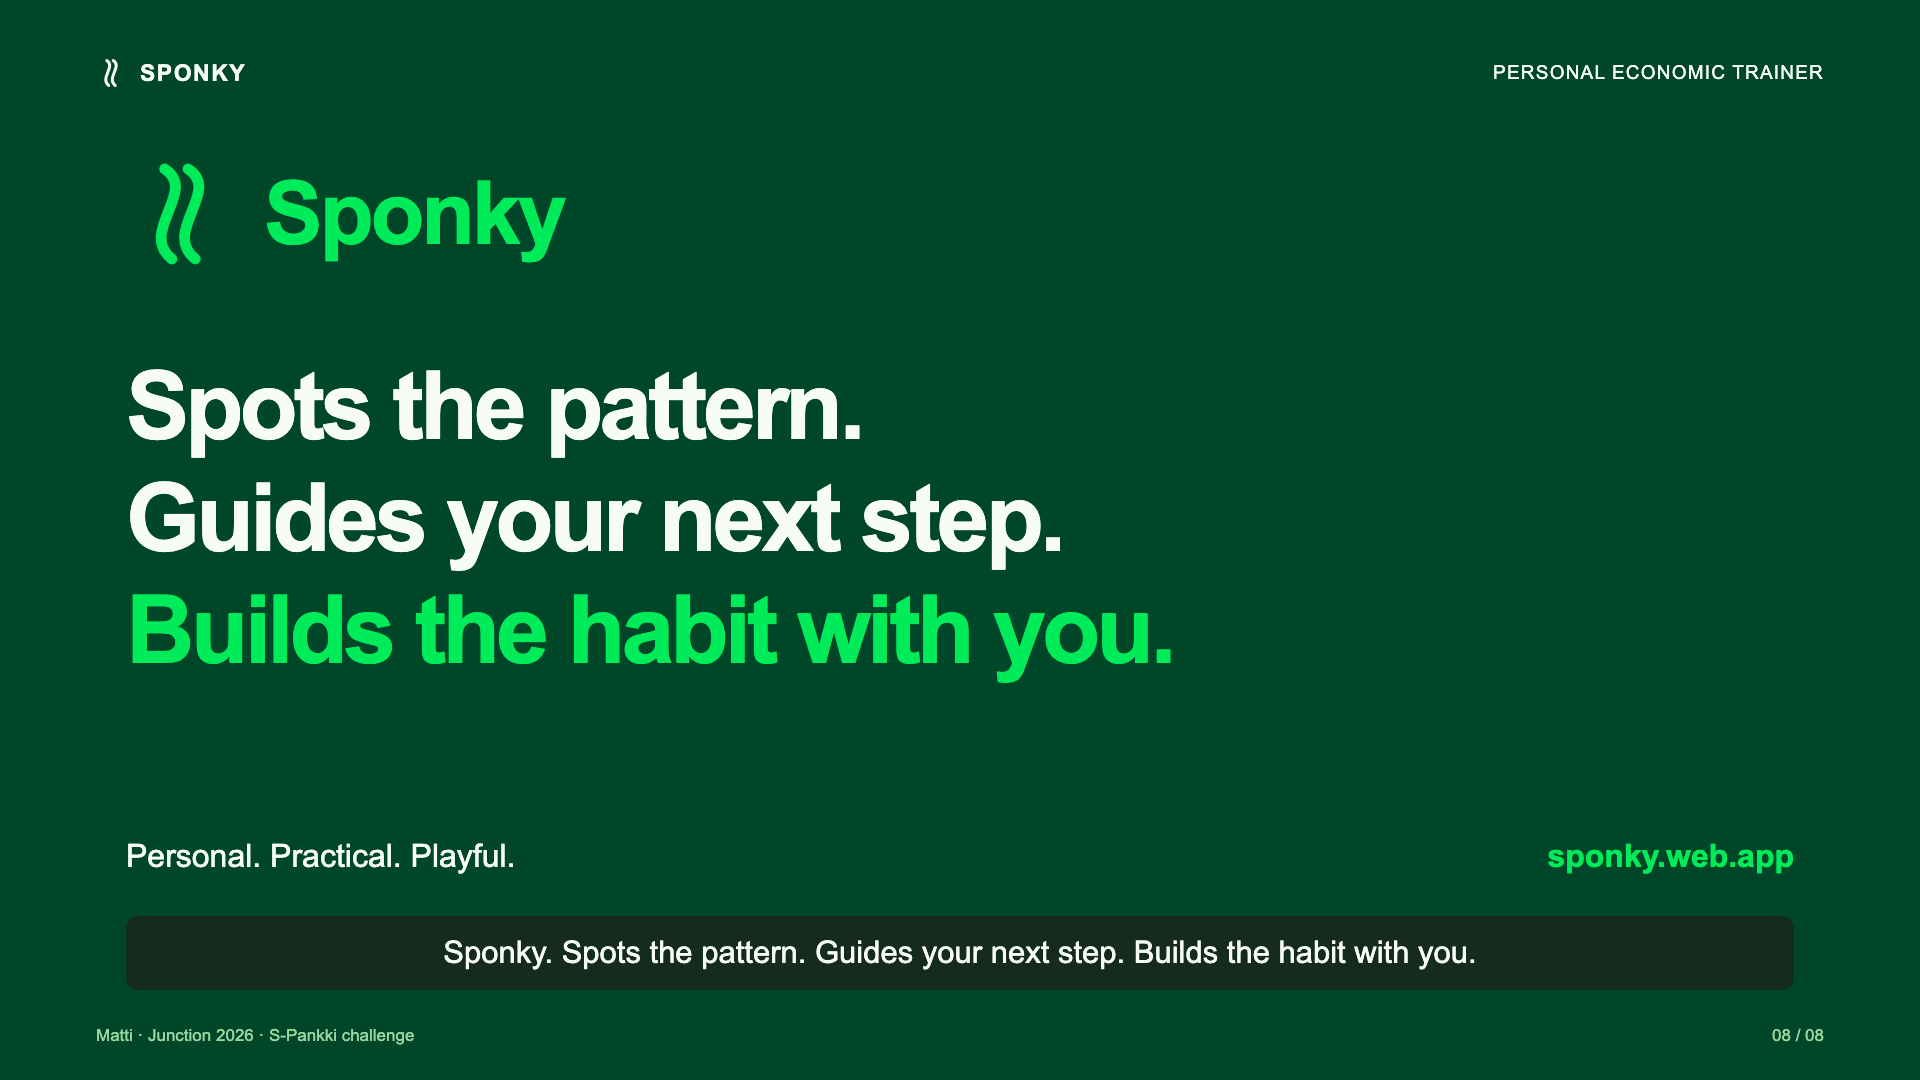 SPONKY
PERSONAL ECONOMIC TRAINER
Sponky
Spots the pattern.
Guides your next step.
Builds the habit with you.
Personal. Practical. Playful.
sponky.web.app
Sponky. Spots the pattern. Guides your next step. Builds the habit with you.
Matti · Junction 2026 · S-Pankki challenge
08 / 08